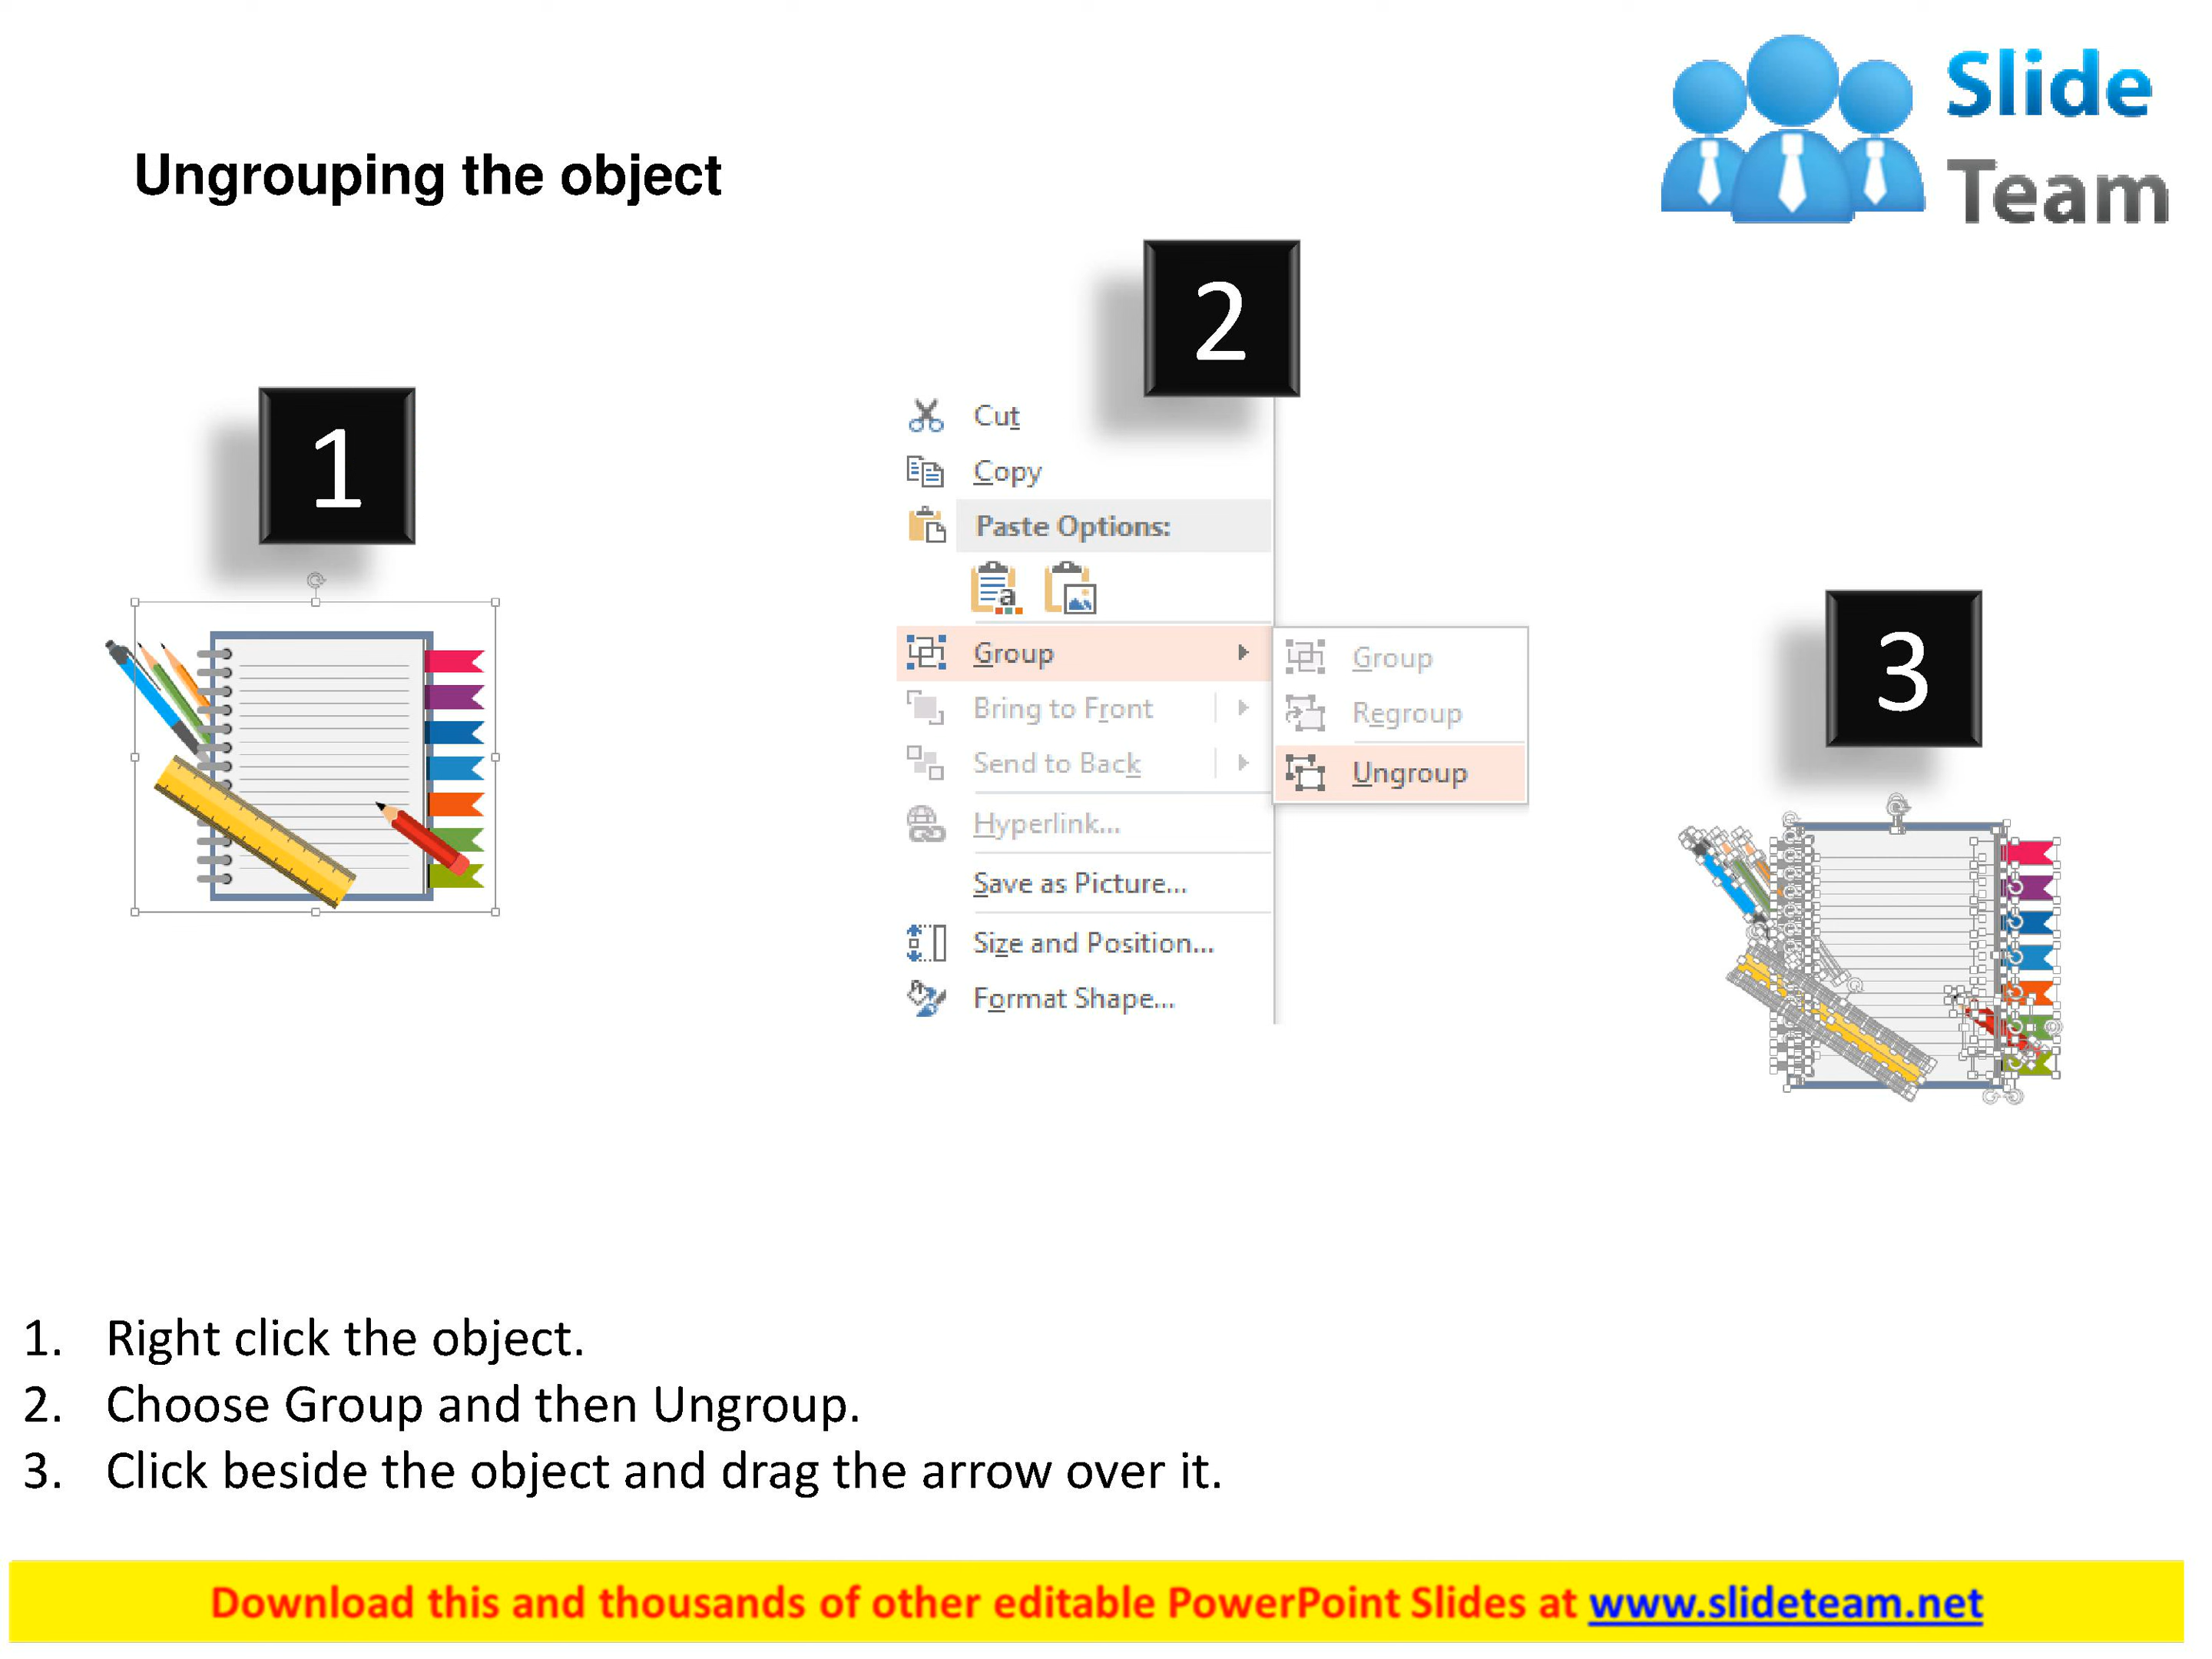 Slide
Team
Ungrouping the object
1
2
3
Cut
Copy
Paste Options:
a
Group
Bring to Front
Send to Back
Hyperlink...
Save as Picture...
Size and Position...
Format Shape...
Group
Regroup
Ungroup
1. Right click the object.
2. Choose Group and then Ungroup.
3. Click beside the object and drag the arrow over it.
Download this and thousands of other editable PowerPoint Slides at www.slideteam.net